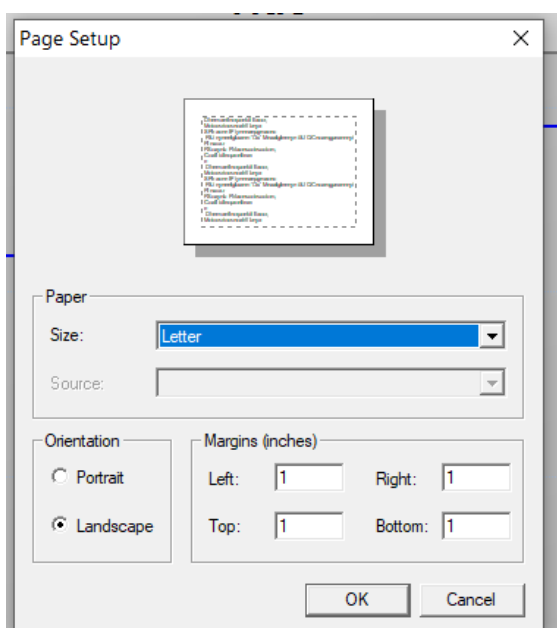 Page Setup
Paper
Size: Letter
Source:
Orientation
Portrait
Landscape
Margins (inches)
Left: 1 Right: 1
Top: 1 Bottom: 1
OK Cancel